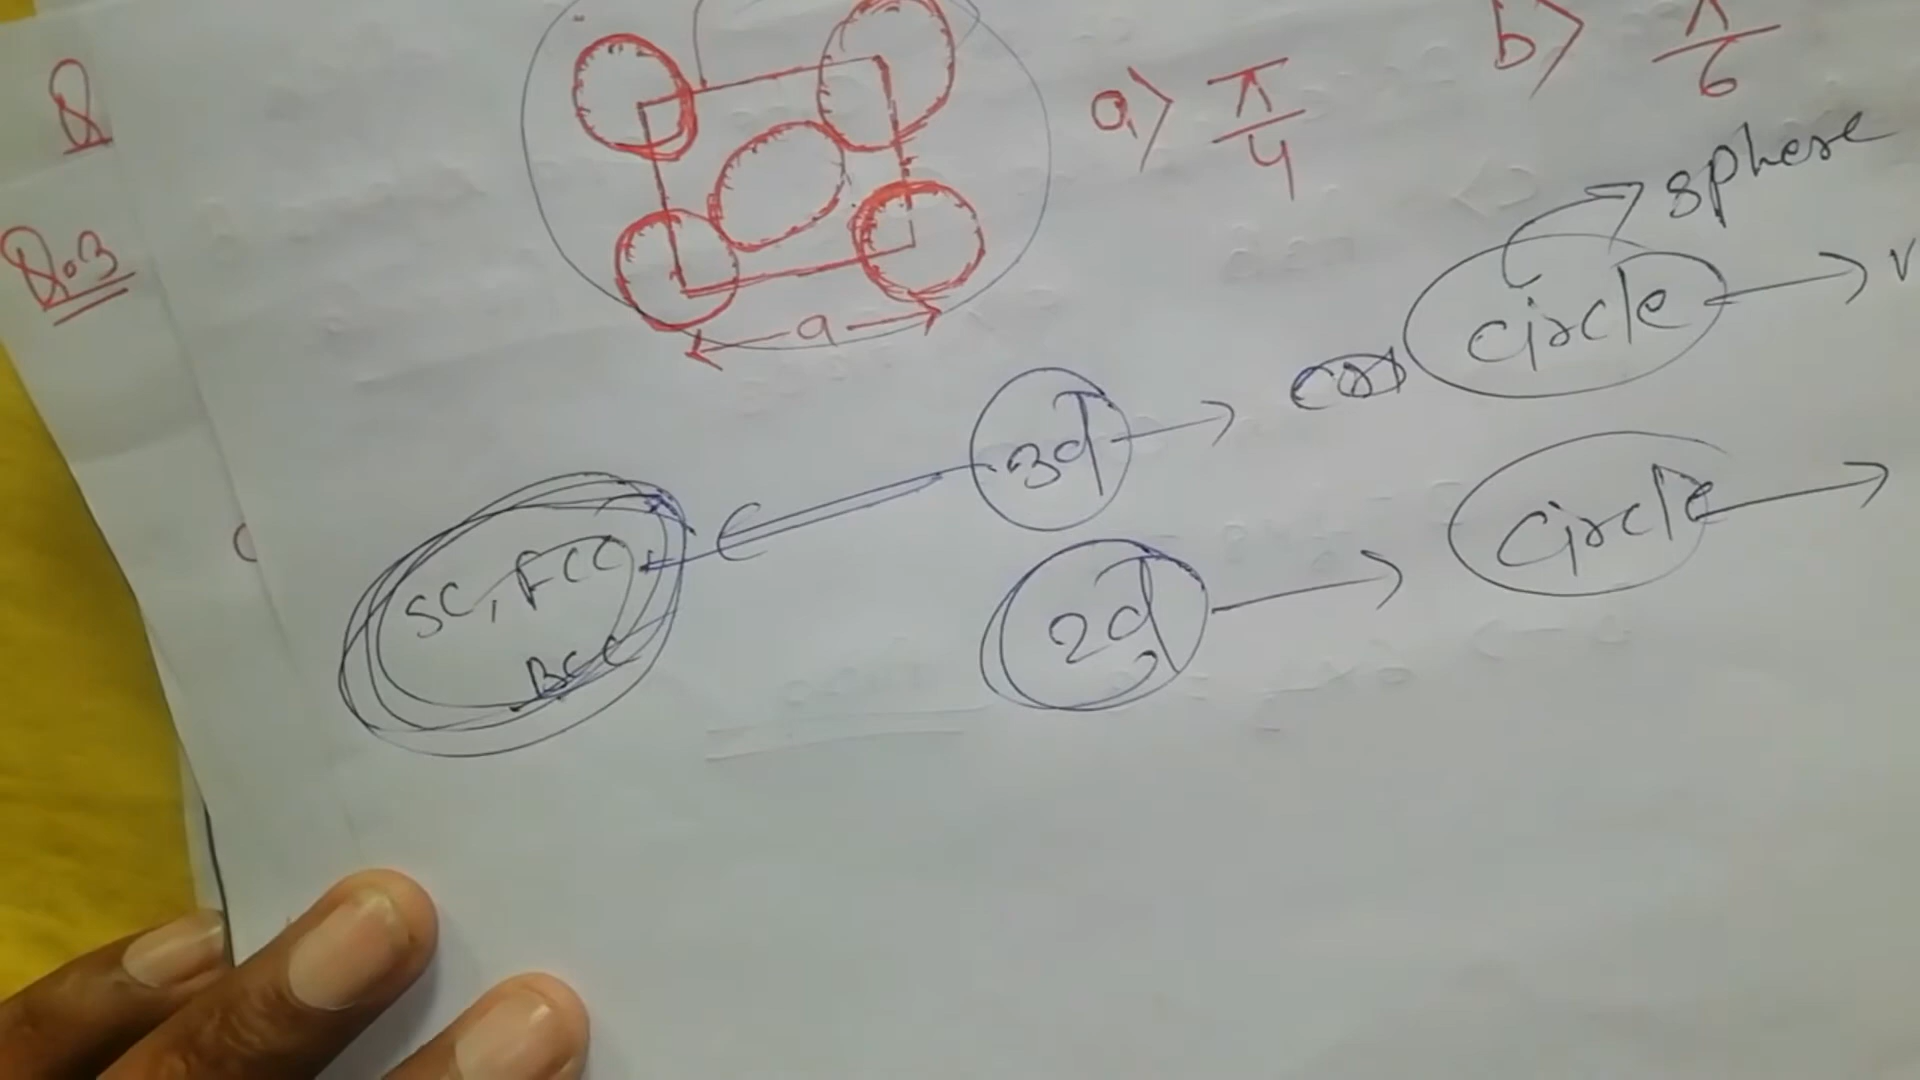 Q
a) π/4
b) π/6
Q.3
a
sphere
circle
3d
SC, FCC
BCC
circle
2d